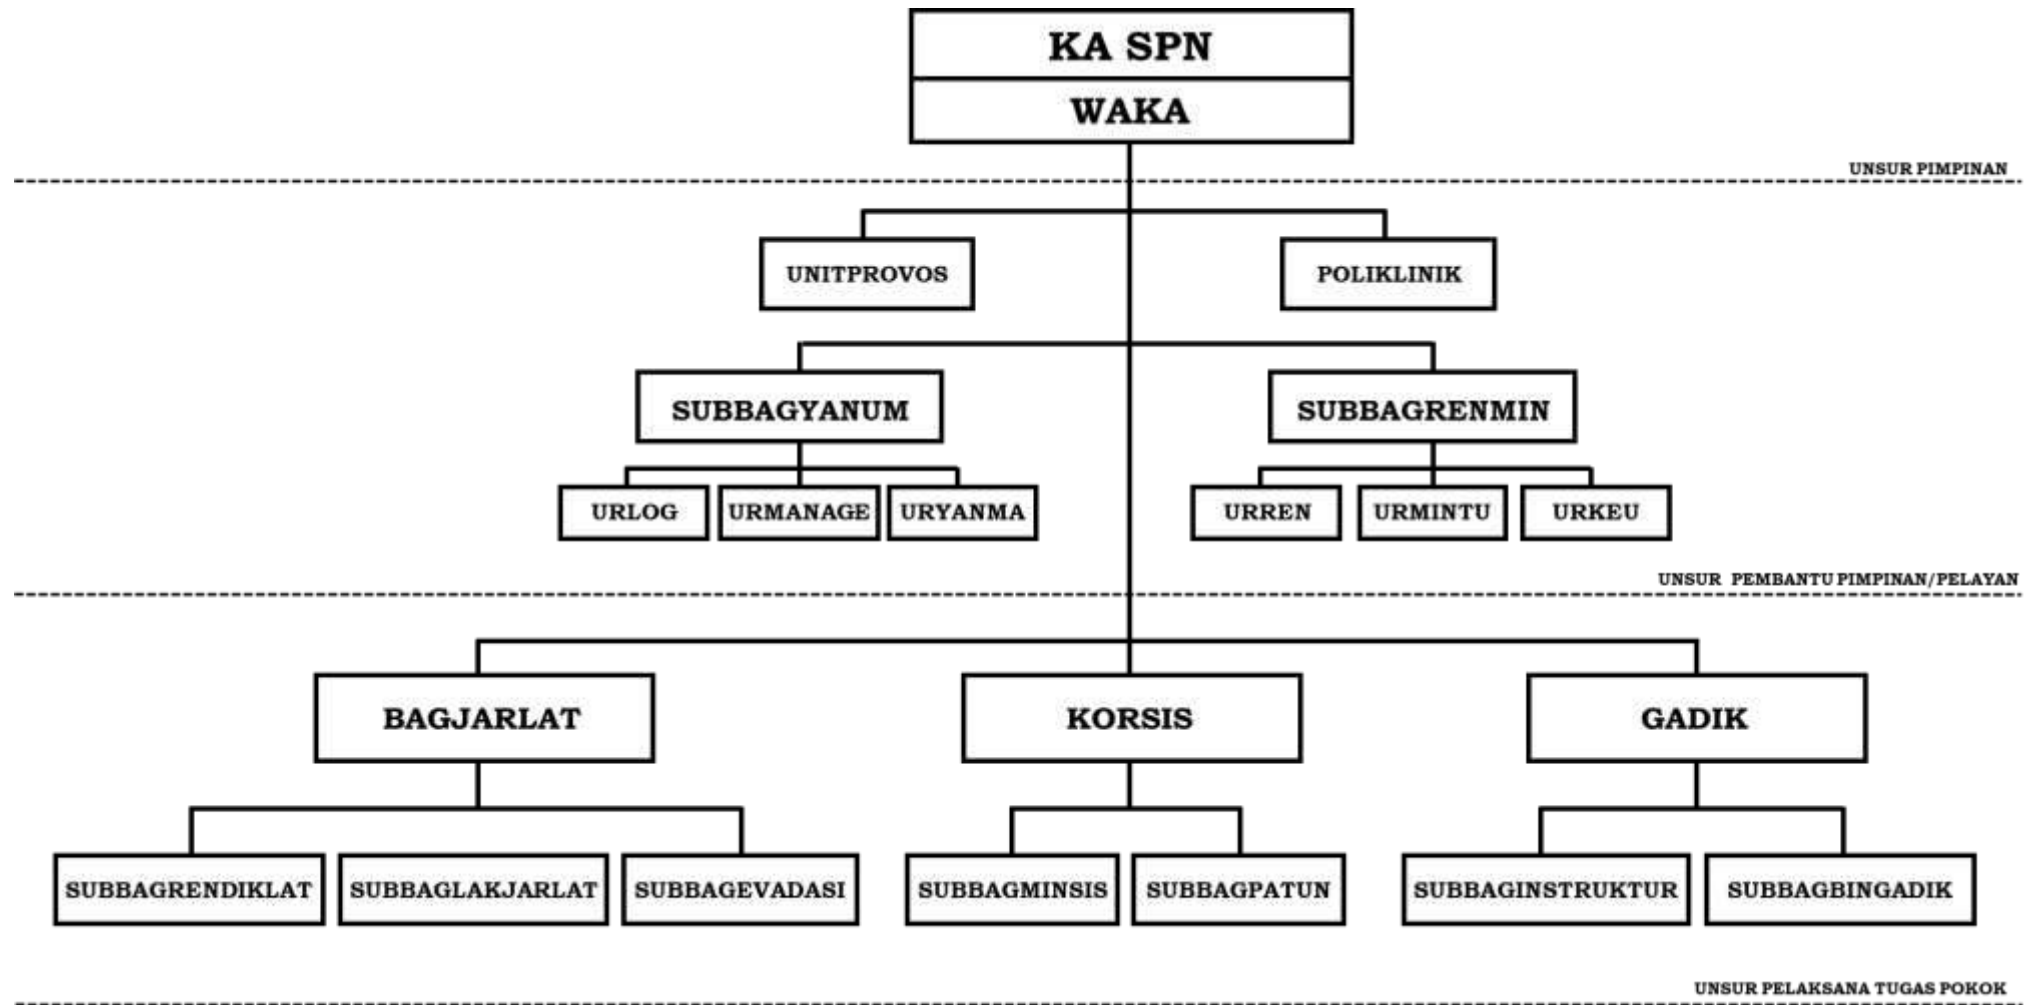 KA SPN
WAKA
UNSUR PIMPINAN
UNITPROVOS
POLIKLINIK
SUBBAGYANUM
SUBBAGRENMIN
URLOG
URMANAGE
URYANMA
URREN
URMINTU
URKEU
UNSUR PEMBANTU PIMPINAN/PELAYAN
BAGJARLAT
KORSIS
GADIK
SUBBAGRENDIKLAT
SUBBAGLAKJARLAT
SUBBAGEVADASI
SUBBAGMINSIS
SUBBAGPATUN
SUBBAGINSTRUKTUR
SUBBAGBINGADIK
UNSUR PELAKSANA TUGAS POKOK